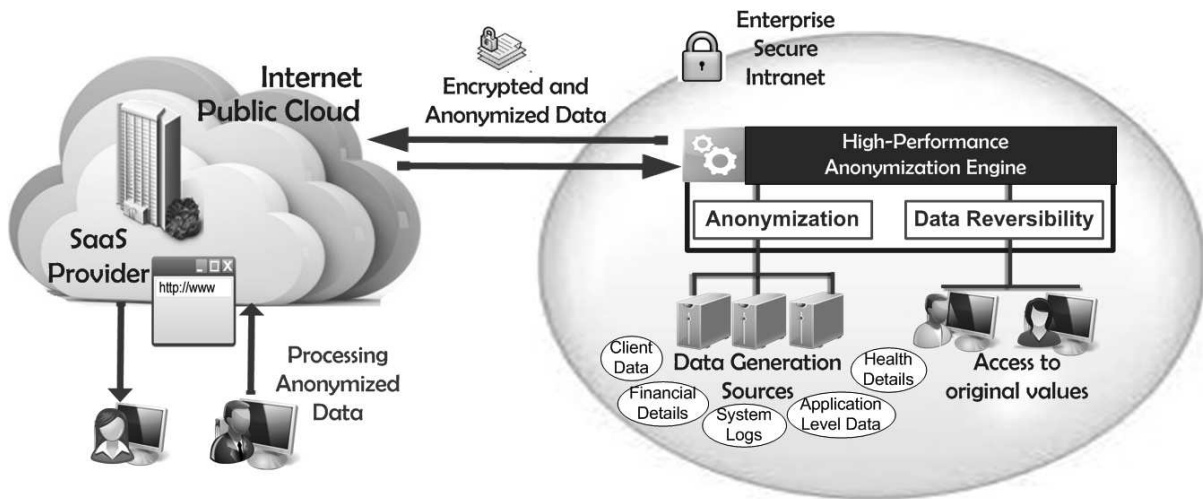 Internet
Public Cloud
SaaS
Provider
_ □ X
http://www
Processing
Anonymized
Data
Encrypted and
Anonymized Data
Enterprise
Secure
Intranet
High-Performance
Anonymization Engine
Anonymization
Data Reversibility
Data Generation
Sources
Client
Data
Financial
Details
System
Logs
Application
Level Data
Health
Details
Access to
original values